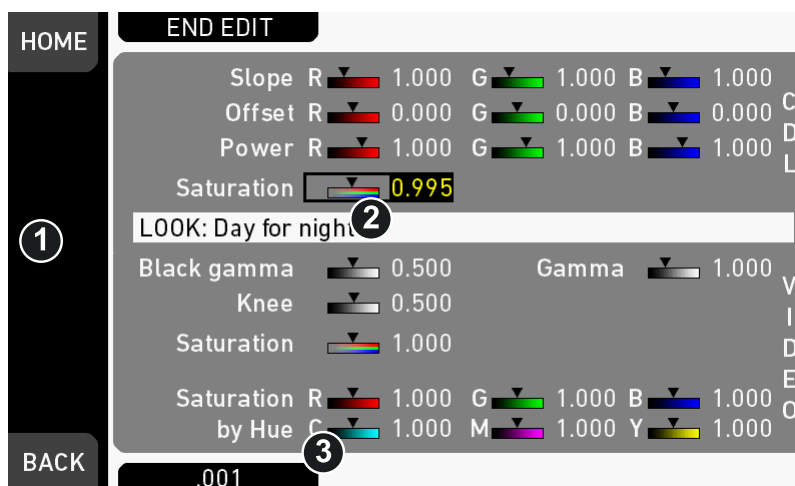 HOME
END EDIT
Slope R 1.000 G 1.000 B 1.000
Offset R 0.000 G 0.000 B 0.000
Power R 1.000 G 1.000 B 1.000
CDL
Saturation 0.995
2
LOOK: Day for night
1
Black gamma 0.500 Gamma 1.000
Knee 0.500
Saturation 1.000
VIDEO
Saturation R 1.000 G 1.000 B 1.000
by Hue C 1.000 M 1.000 Y 1.000
3
BACK
.001